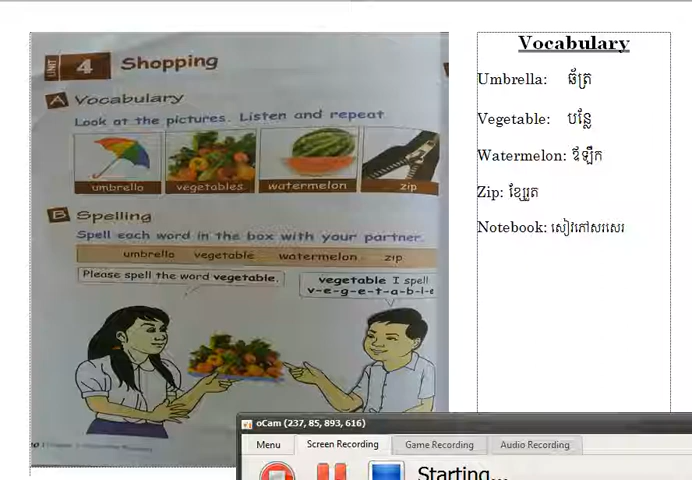 UNIT 4 Shopping
A Vocabulary
Look at the pictures. Listen and repeat
umbrella vegetables watermelon zip
B Spelling
Spell each word in the box with your partner.
umbrella vegetable watermelon zip
Please spell the word vegetable.
vegetable I spell
v-e-g-e-t-a-b-l-e
Vocabulary
Umbrella: ឆ័ត្រ
Vegetable: បន្លែ
Watermelon: ឪឡឹក
Zip: ខ្សែរូត
Notebook: សៀវភៅសរសេរ
oCam (237, 85, 893, 616)
Menu Screen Recording Game Recording Audio Recording
Starting...